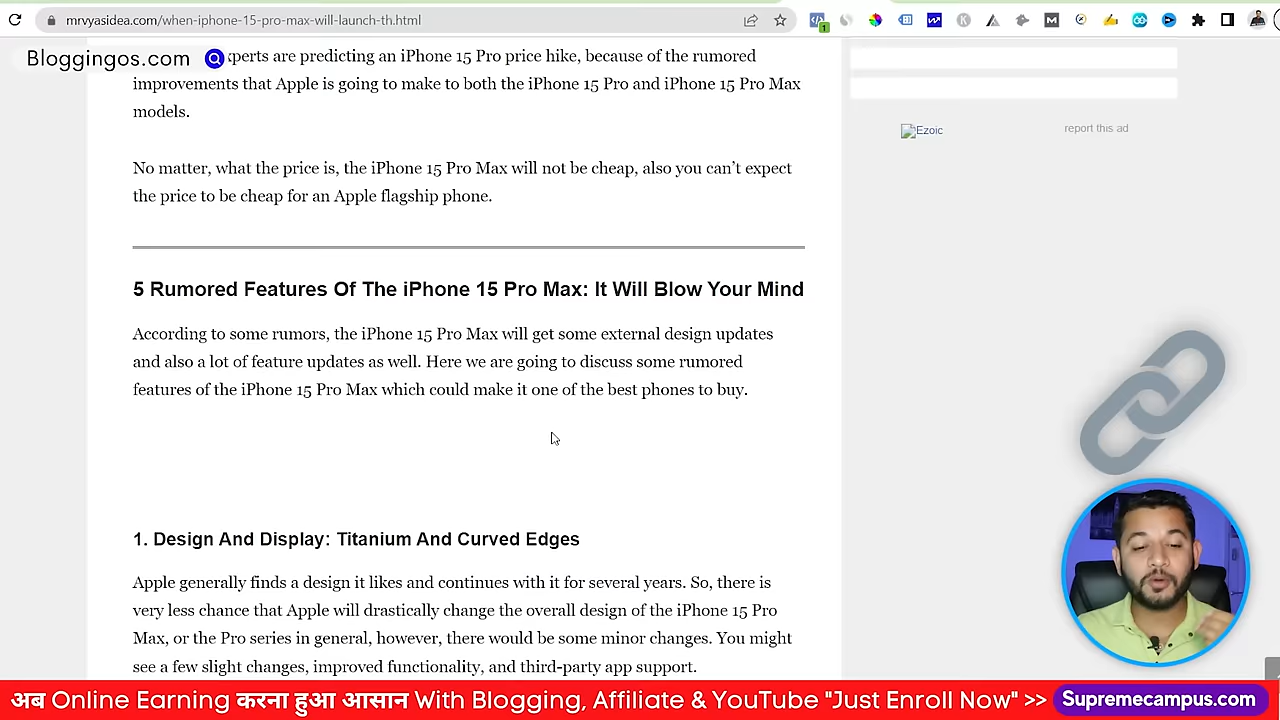 mrvyasidea.com/when-iphone-15-pro-max-will-launch-th.html
1
Bloggingos.com
xperts are predicting an iPhone 15 Pro price hike, because of the rumored
improvements that Apple is going to make to both the iPhone 15 Pro and iPhone 15 Pro Max
models.
No matter, what the price is, the iPhone 15 Pro Max will not be cheap, also you can’t expect
the price to be cheap for an Apple flagship phone.
Ezoic
report this ad
5 Rumored Features Of The iPhone 15 Pro Max: It Will Blow Your Mind
According to some rumors, the iPhone 15 Pro Max will get some external design updates
and also a lot of feature updates as well. Here we are going to discuss some rumored
features of the iPhone 15 Pro Max which could make it one of the best phones to buy.
1. Design And Display: Titanium And Curved Edges
Apple generally finds a design it likes and continues with it for several years. So, there is
very less chance that Apple will drastically change the overall design of the iPhone 15 Pro
Max, or the Pro series in general, however, there would be some minor changes. You might
see a few slight changes, improved functionality, and third-party app support.
अब Online Earning करना हुआ आसान With Blogging, Affiliate & YouTube "Just Enroll Now" >> Supremecampus.com